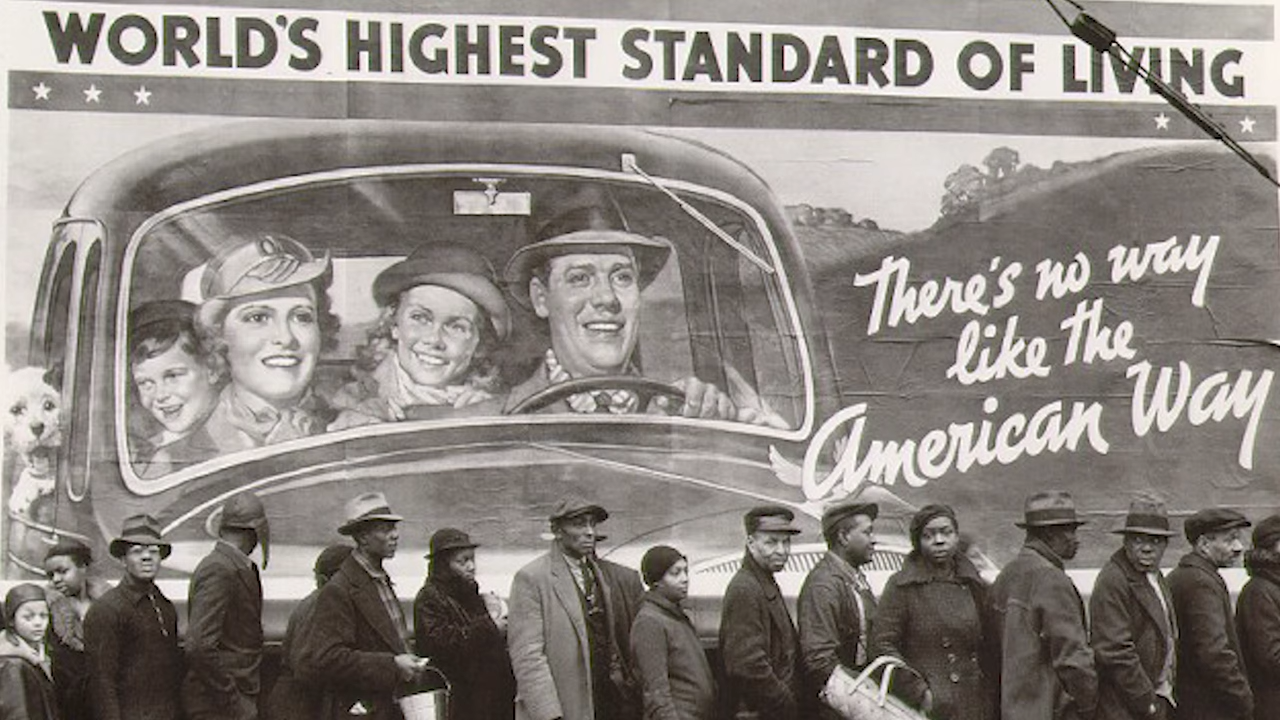 WORLD'S HIGHEST STANDARD OF LIVING
There's no way
like the
American Way